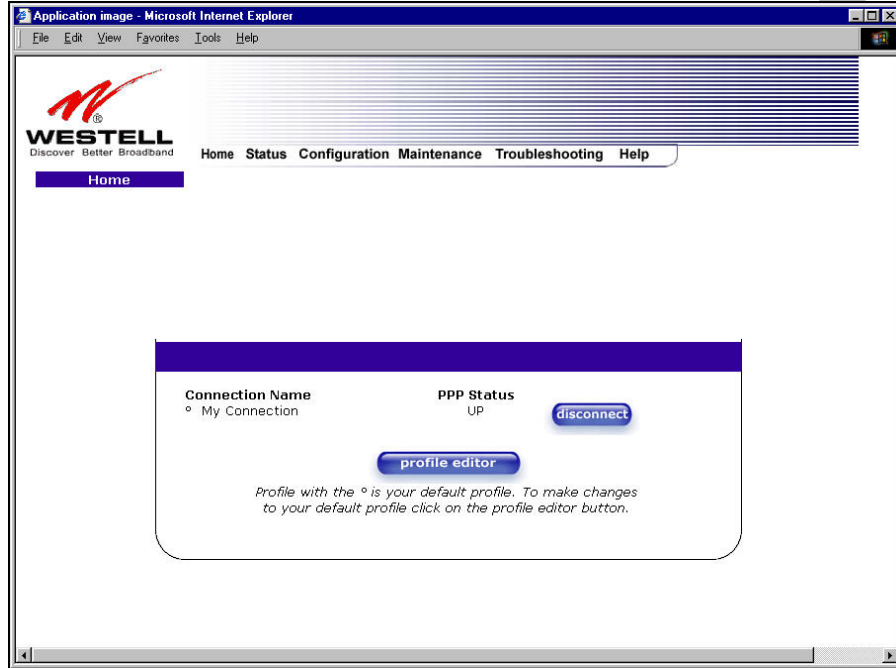 Application image - Microsoft Internet Explorer
File Edit View Favorites Tools Help
®
WESTELL
Discover Better Broadband
Home Status Configuration Maintenance Troubleshooting Help
Home
Connection Name PPP Status
° My Connection UP disconnect
profile editor
Profile with the ° is your default profile. To make changes
to your default profile click on the profile editor button.